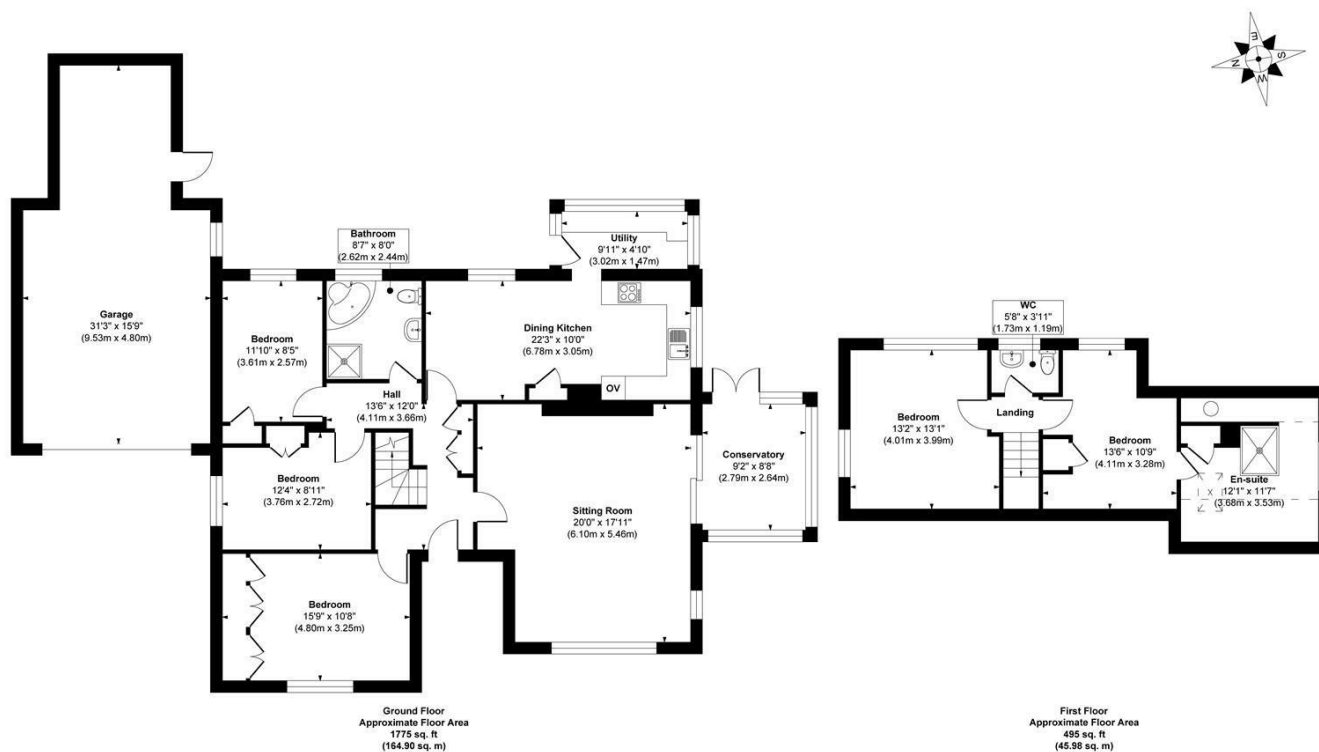 E
N
S
W
Bathroom
8'7" x 8'0"
(2.62m x 2.44m)
Utility
9'11" x 4'10"
(3.02m x 1.47m)
Garage
31'3" x 15'9"
(9.53m x 4.80m)
Bedroom
11'10" x 8'5"
(3.61m x 2.57m)
Dining Kitchen
22'3" x 10'0"
(6.78m x 3.05m)
OV
Hall
13'6" x 12'0"
(4.11m x 3.66m)
Bedroom
12'4" x 8'11"
(3.76m x 2.72m)
Sitting Room
20'0" x 17'11"
(6.10m x 5.46m)
Conservatory
9'2" x 8'8"
(2.79m x 2.64m)
Bedroom
15'9" x 10'8"
(4.80m x 3.25m)
Ground Floor
Approximate Floor Area
1775 sq. ft
(164.90 sq. m)
WC
5'8" x 3'11"
(1.73m x 1.19m)
Bedroom
13'2" x 13'1"
(4.01m x 3.99m)
Landing
Bedroom
13'6" x 10'9"
(4.11m x 3.28m)
En-suite
12'1" x 11'7"
(3.68m x 3.53m)
First Floor
Approximate Floor Area
495 sq. ft
(45.98 sq. m)